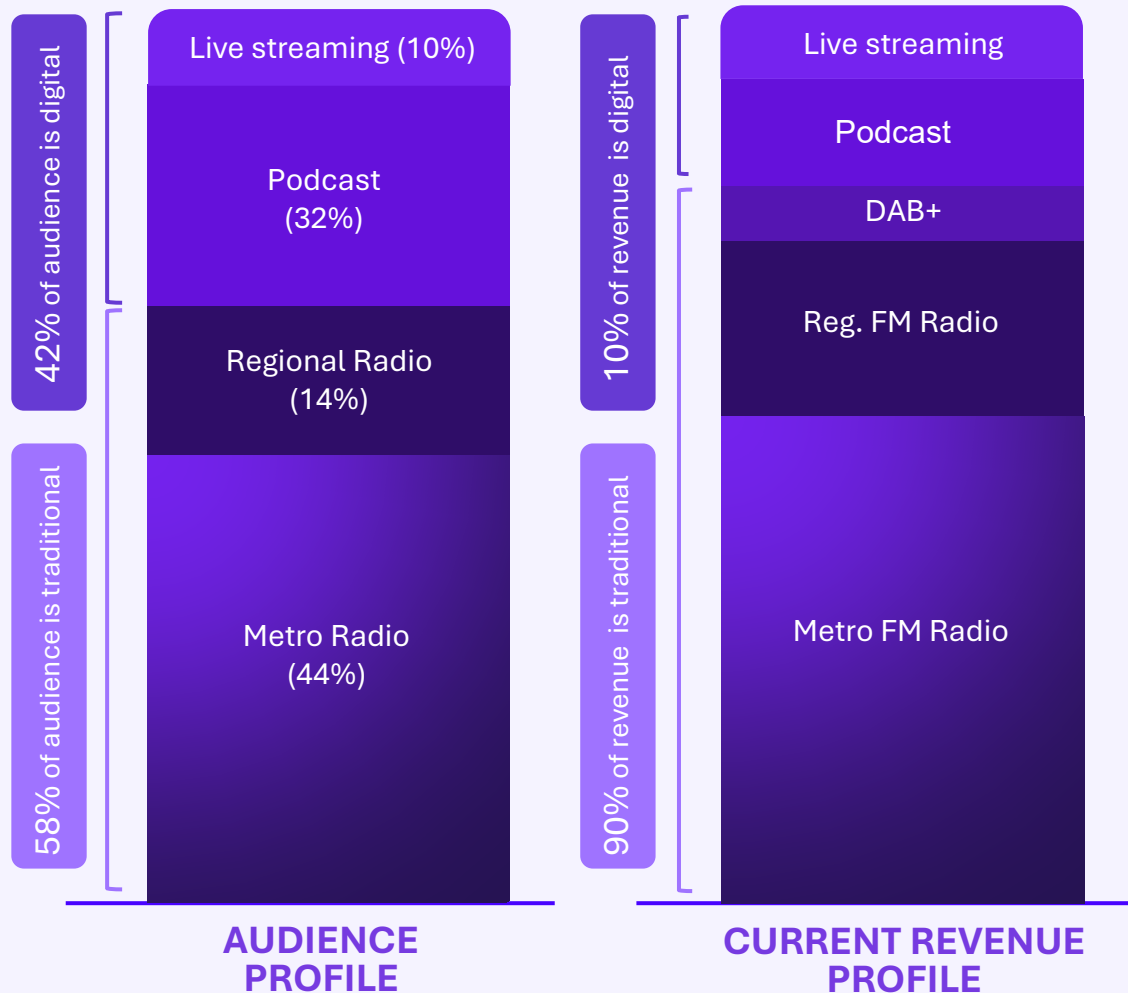 42% of audience is digital
58% of audience is traditional
Live streaming (10%)
Podcast
(32%)
Regional Radio
(14%)
Metro Radio
(44%)
AUDIENCE
PROFILE
10% of revenue is digital
90% of revenue is traditional
Live streaming
Podcast
DAB+
Reg. FM Radio
Metro FM Radio
CURRENT REVENUE
PROFILE